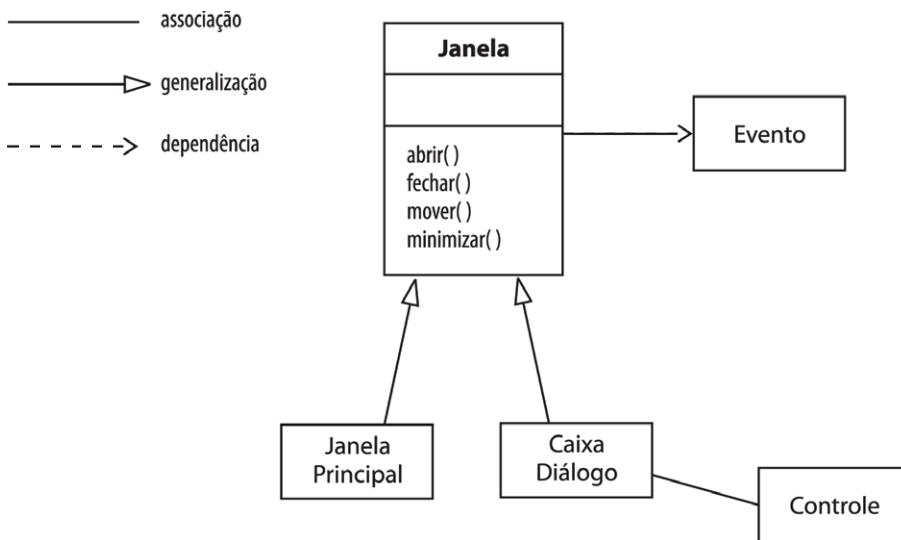 associação
generalização
dependência
Janela
abrir( )
fechar( )
mover( )
minimizar( )
Evento
Janela
Principal
Caixa
Diálogo
Controle